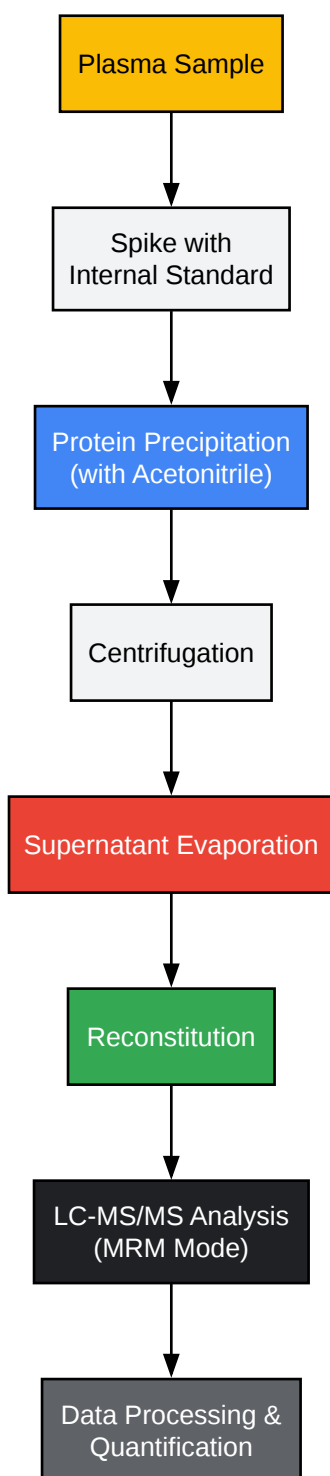 Plasma Sample
Spike with
Internal Standard
Protein Precipitation
(with Acetonitrile)
Centrifugation
Supernatant Evaporation
Reconstitution
LC-MS/MS Analysis
(MRM Mode)
Data Processing &
Quantification